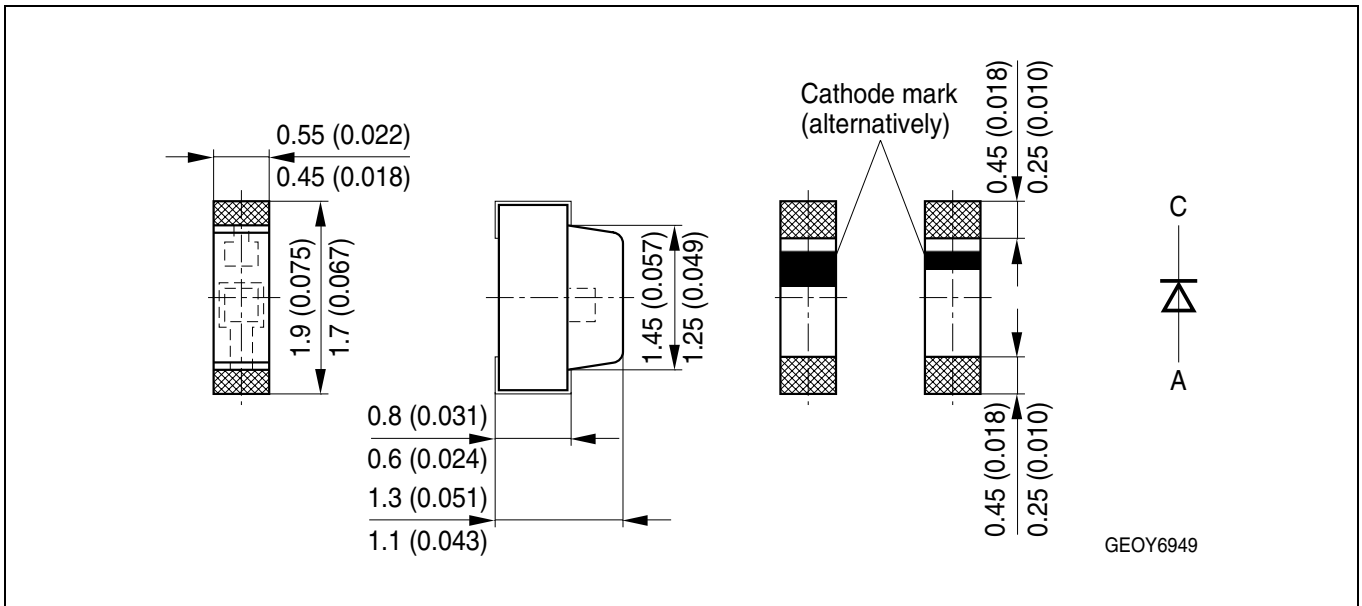 0.55 (0.022)
0.45 (0.018)
1.9 (0.075)
1.7 (0.067)
1.45 (0.057)
1.25 (0.049)
0.8 (0.031)
0.6 (0.024)
1.3 (0.051)
1.1 (0.043)
Cathode mark
(alternatively)
0.45 (0.018)
0.25 (0.010)
0.45 (0.018)
0.25 (0.010)
C
A
GEOY6949